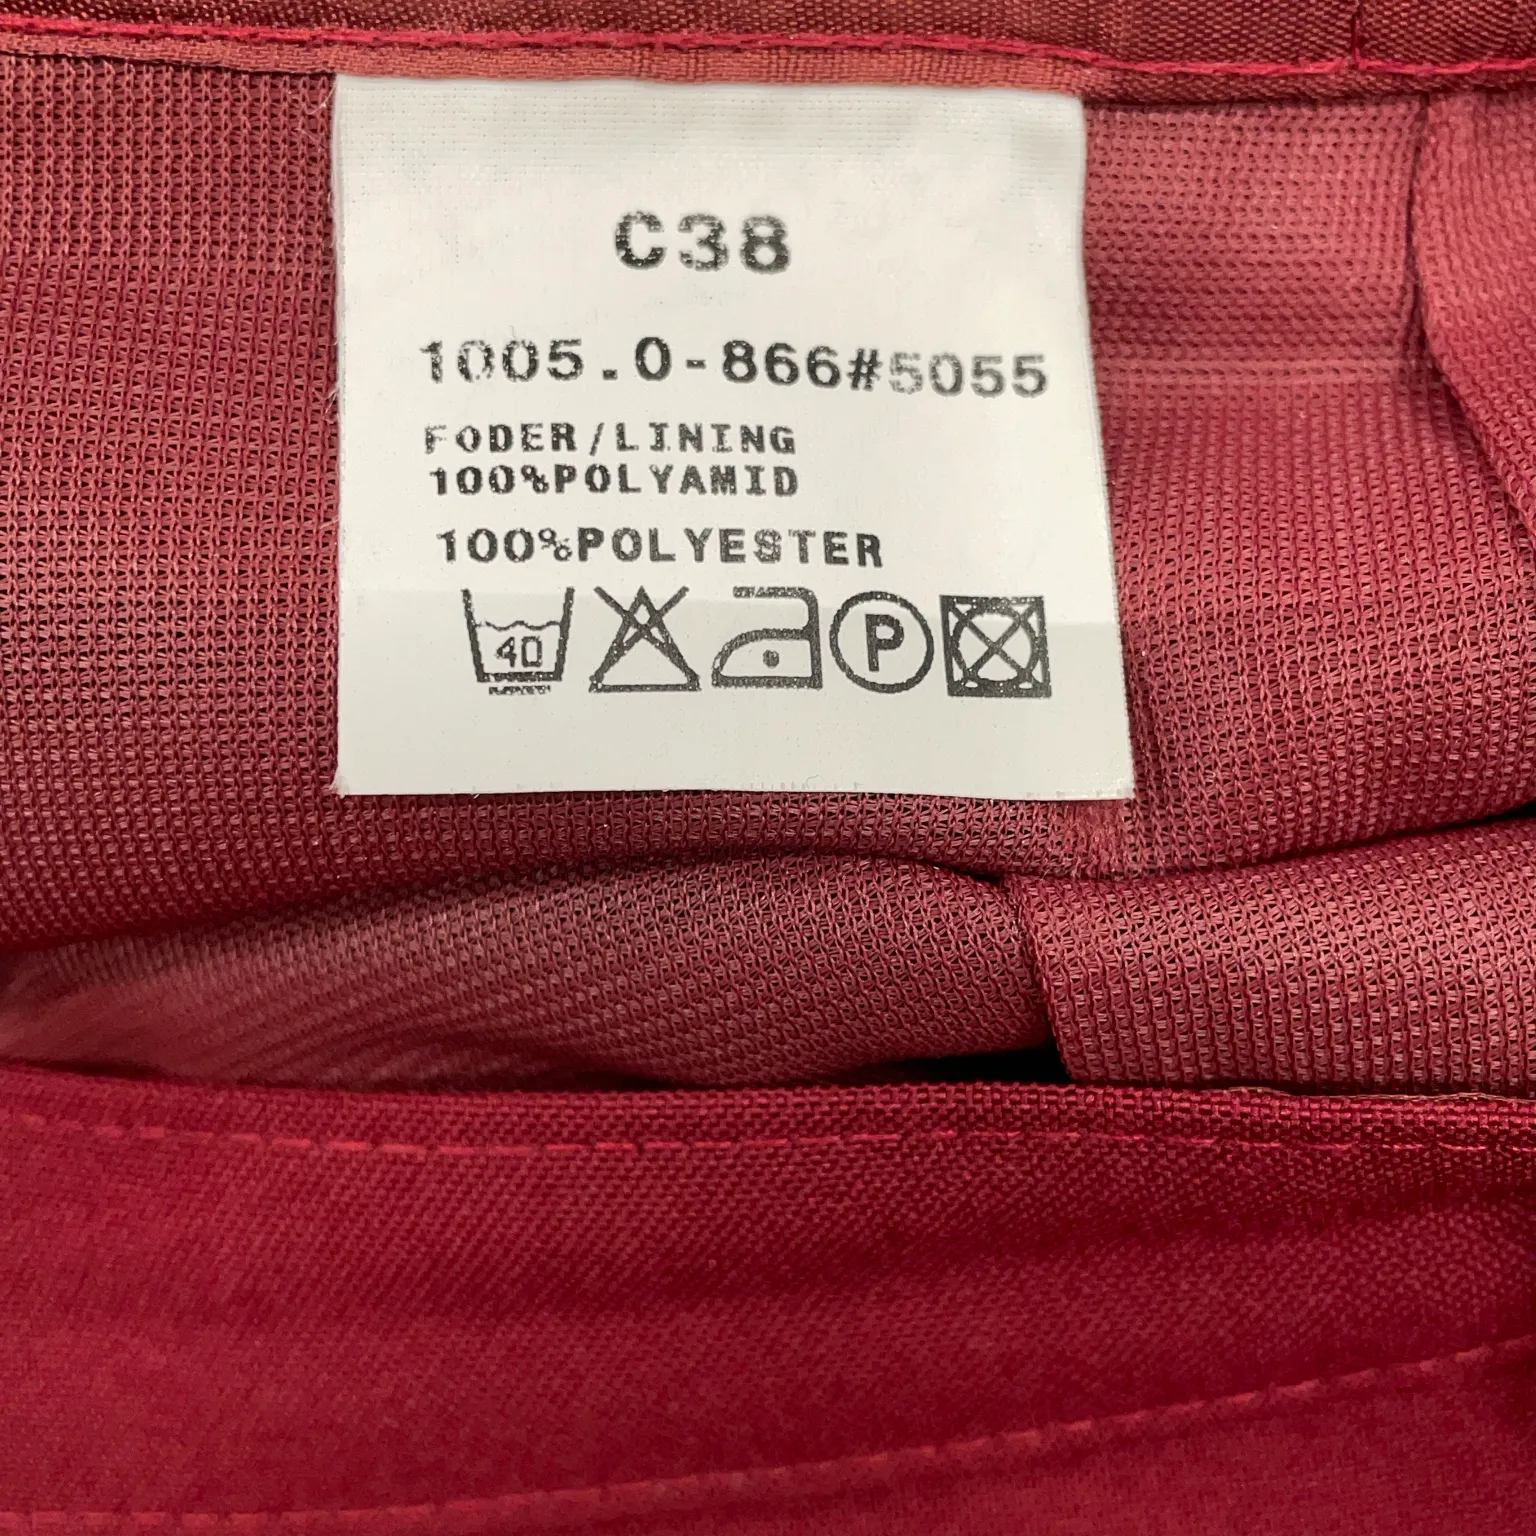 C38
1005.0-866#5055
FODER/LINING
100%POLYAMID
100%POLYESTER
40 P